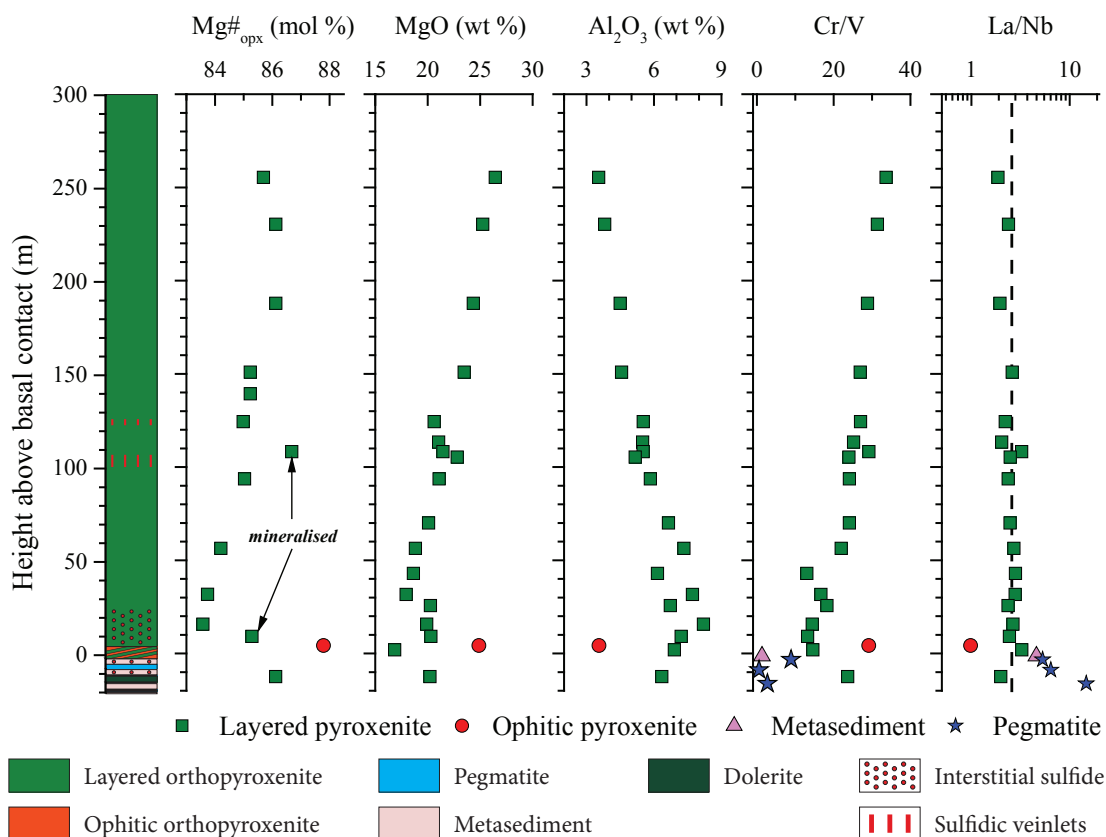 Mg#opx (mol %) MgO (wt %) Al2O3 (wt %) Cr/V La/Nb
84 86 88 15 20 25 30 3 6 9 0 20 40 1 10
300
250
200
150
100
50
0
Height above basal contact (m)
mineralised
Layered pyroxenite Ophitic pyroxenite Metasediment Pegmatite
Layered orthopyroxenite Pegmatite Dolerite Interstitial sulfide
Ophitic orthopyroxenite Metasediment Sulfidic veinlets